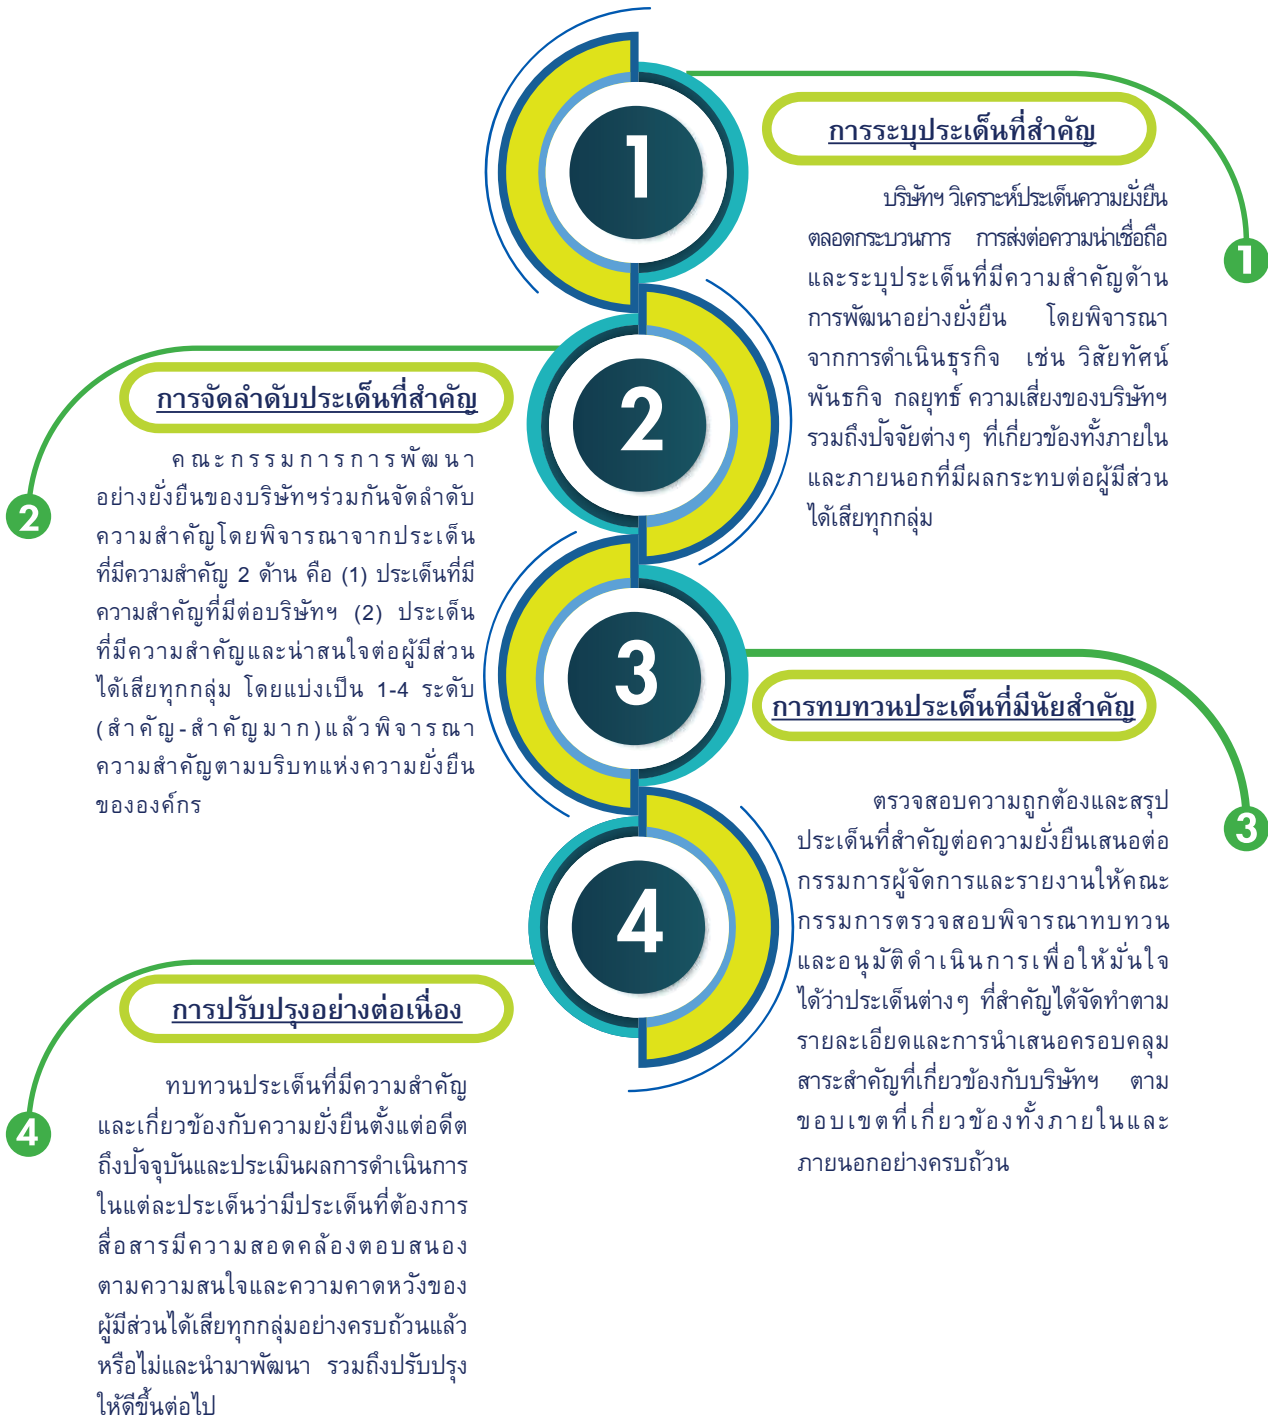 1
การระบุประเด็นที่สำคัญ
บริษัทฯ วิเคราะห์ประเด็นความยั่งยืน
ตลอดกระบวนการ การส่งต่อความน่าเชื่อถือ
และระบุประเด็นที่มีความสำคัญด้าน
การพัฒนาอย่างยั่งยืน โดยพิจารณา
จากการดำเนินธุรกิจ เช่น วิสัยทัศน์
พันธกิจ กลยุทธ์ ความเสี่ยงของบริษัทฯ
รวมถึงปัจจัยต่างๆ ที่เกี่ยวข้องทั้งภายใน
และภายนอกที่มีผลกระทบต่อผู้มีส่วน
ได้เสียทุกกลุ่ม
1
2
การจัดลำดับประเด็นที่สำคัญ
คณะกรรมการการพัฒนา
อย่างยั่งยืนของบริษัทฯร่วมกันจัดลำดับ
ความสำคัญโดยพิจารณาจากประเด็น
ที่มีความสำคัญ 2 ด้าน คือ (1) ประเด็นที่มี
ความสำคัญที่มีต่อบริษัทฯ (2) ประเด็น
ที่มีความสำคัญและน่าสนใจต่อผู้มีส่วน
ได้เสียทุกกลุ่ม โดยแบ่งเป็น 1-4 ระดับ
(สำคัญ-สำคัญมาก)แล้วพิจารณา
ความสำคัญตามบริบทแห่งความยั่งยืน
ขององค์กร
2
3
การทบทวนประเด็นที่มีนัยสำคัญ
ตรวจสอบความถูกต้องและสรุป
ประเด็นที่สำคัญต่อความยั่งยืนเสนอต่อ
กรรมการผู้จัดการและรายงานให้คณะ
กรรมการตรวจสอบพิจารณาทบทวน
และอนุมัติดำเนินการเพื่อให้มั่นใจ
ได้ว่าประเด็นต่างๆ ที่สำคัญได้จัดทำตาม
รายละเอียดและการนำเสนอครอบคลุม
สาระสำคัญที่เกี่ยวข้องกับบริษัทฯ ตาม
ขอบเขตที่เกี่ยวข้องทั้งภายในและ
ภายนอกอย่างครบถ้วน
3
4
การปรับปรุงอย่างต่อเนื่อง
ทบทวนประเด็นที่มีความสำคัญ
และเกี่ยวข้องกับความยั่งยืนตั้งแต่อดีต
ถึงปัจจุบันและประเมินผลการดำเนินการ
ในแต่ละประเด็นว่ามีประเด็นที่ต้องการ
สื่อสารมีความสอดคล้องตอบสนอง
ตามความสนใจและความคาดหวังของ
ผู้มีส่วนได้เสียทุกกลุ่มอย่างครบถ้วนแล้ว
หรือไม่และนำมาพัฒนา รวมถึงปรับปรุง
ให้ดีขึ้นต่อไป
4